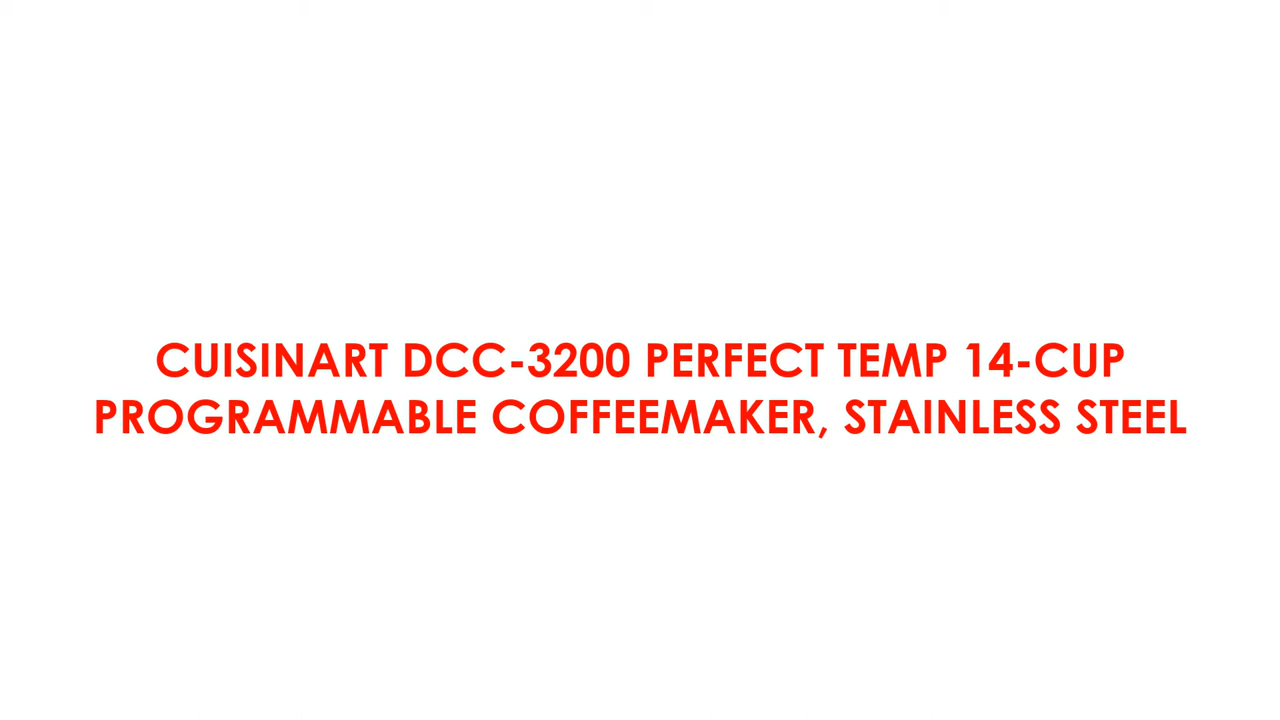 CUISINART DCC-3200 PERFECT TEMP 14-CUP
PROGRAMMABLE COFFEEMAKER, STAINLESS STEEL